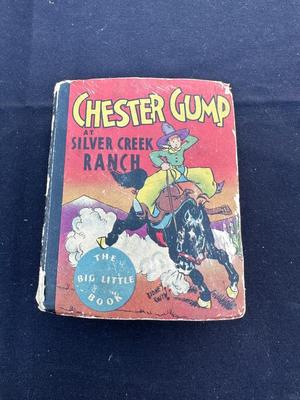 CHESTER GUMP
AT
SILVER CREEK
RANCH
THE
BIG LITTLE
BOOK